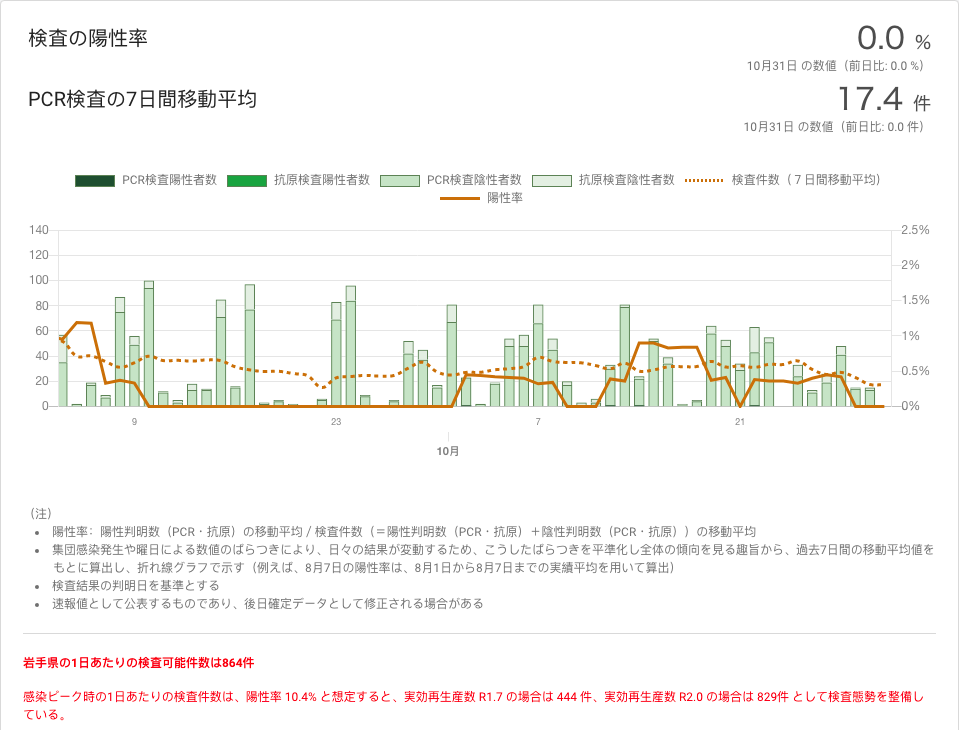 検査の陽性率
0.0 %
10月31日 の数値（前日比: 0.0 %）
PCR検査の7日間移動平均
17.4 件
10月31日 の数値（前日比: 0.0 件）
PCR検査陽性者数 抗原検査陽性者数 PCR検査陰性者数 抗原検査陰性者数 検査件数（７日間移動平均）
陽性率
140 2.5%
120 2%
100 1.5%
80 1%
60 0.5%
40 0%
20
0
9 23 7 21
10月
（注）
• 陽性率：陽性判明数（PCR・抗原）の移動平均 / 検査件数（＝陽性判明数（PCR・抗原）＋陰性判明数（PCR・抗原））の移動平均
• 集団感染発生や曜日による数値のばらつきにより、日々の結果が変動するため、こうしたばらつきを平準化し全体の傾向を見る趣旨から、過去7日間の移動平均値を
もとに算出し、折れ線グラフで示す（例えば、8月7日の陽性率は、8月1日から8月7日までの実績平均を用いて算出）
• 検査結果の判明日を基準とする
• 速報値として公表するものであり、後日確定データとして修正される場合がある
岩手県の1日あたりの検査可能件数は864件
感染ピーク時の1日あたりの検査件数は、陽性率 10.4% と想定すると、実効再生産数 R1.7 の場合は 444 件、実効再生産数 R2.0 の場合は 829件 として検査態勢を整備し
ている。